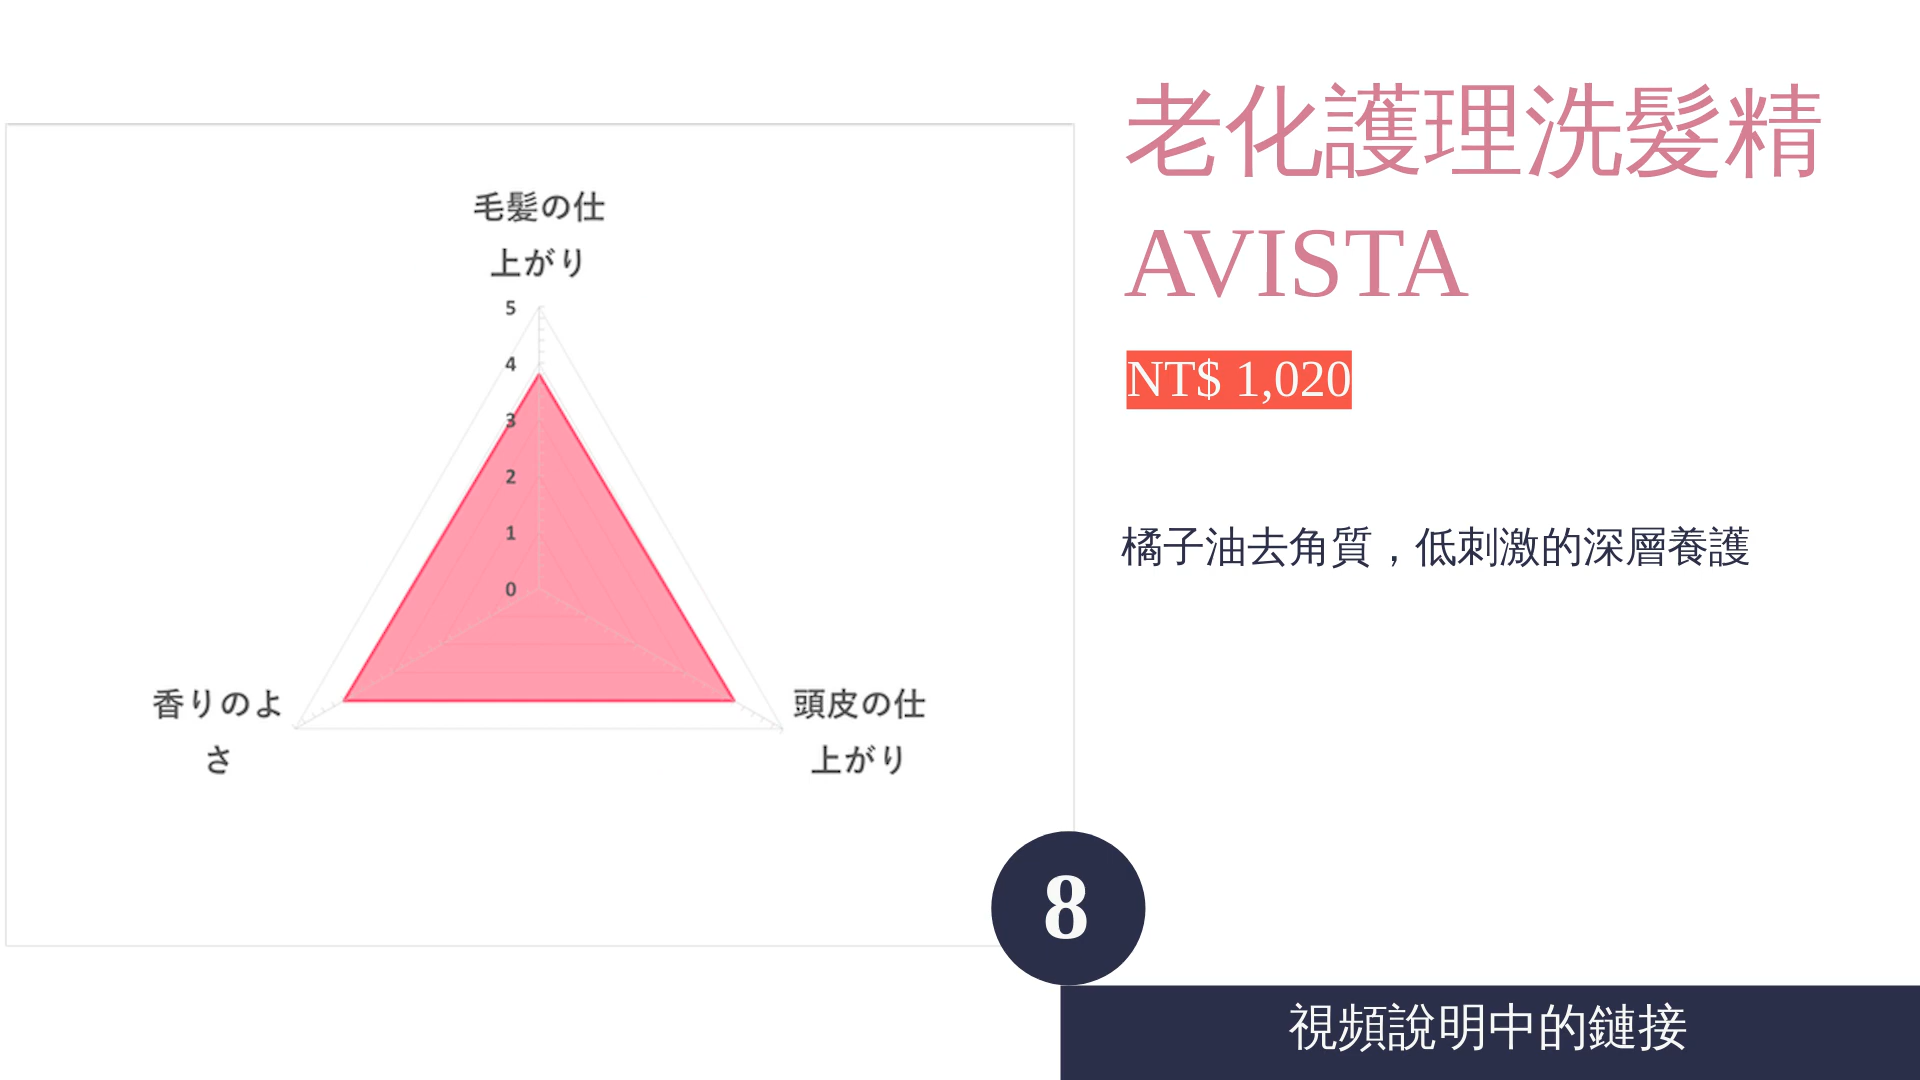 老化護理洗髮精
AVISTA
NT$ 1,020
橘子油去角質，低刺激的深層養護
毛髪の仕
上がり
5
4
3
2
1
0
香りのよ
さ
頭皮の仕
上がり
8
視頻說明中的鏈接